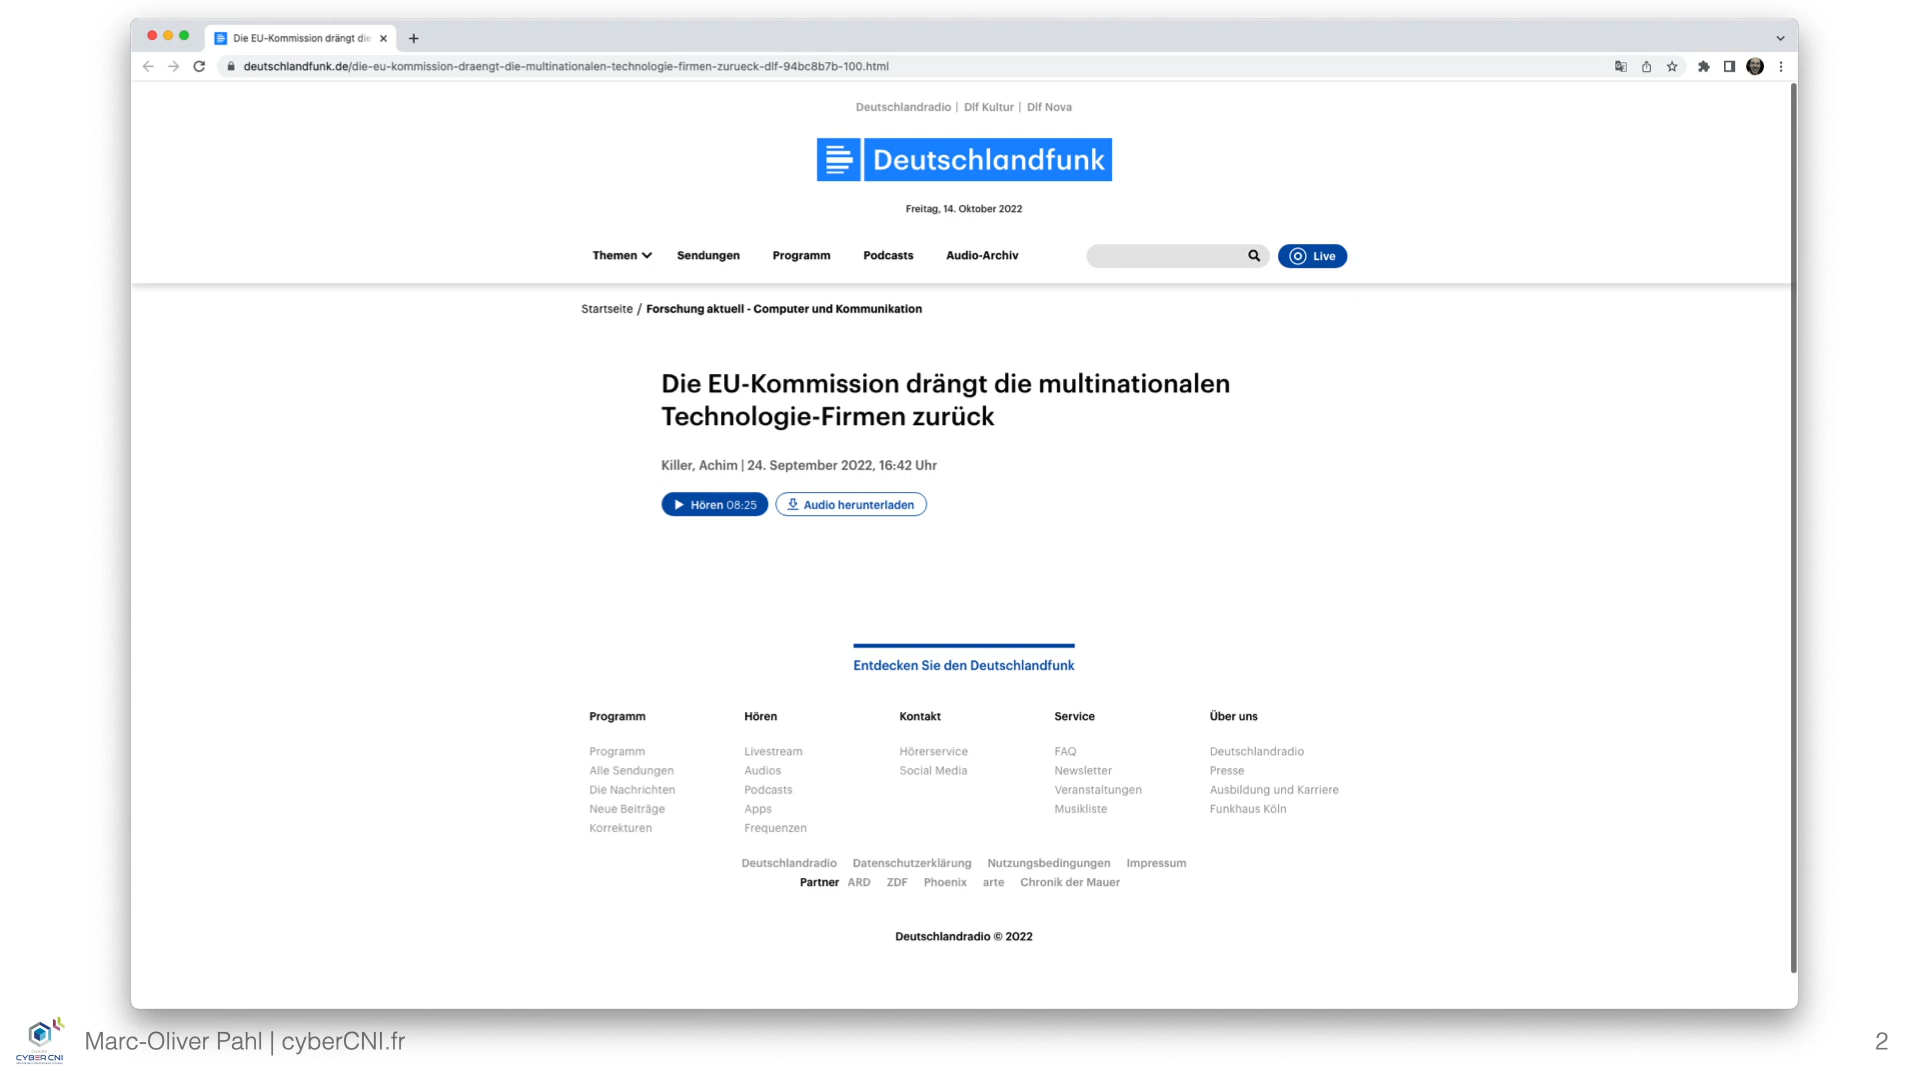 Die EU-Kommission drängt die
deutschlandfunk.de/die-eu-kommission-draengt-die-multinationalen-technologie-firmen-zurueck-dlf-94bc8b7b-100.html
Deutschlandradio | Dlf Kultur | Dlf Nova
Deutschlandfunk
Freitag, 14. Oktober 2022
Themen Sendungen Programm Podcasts Audio-Archiv Live
Startseite / Forschung aktuell - Computer und Kommunikation
Die EU-Kommission drängt die multinationalen
Technologie-Firmen zurück
Killer, Achim | 24. September 2022, 16:42 Uhr
Hören 08:25 Audio herunterladen
Entdecken Sie den Deutschlandfunk
Programm Hören Kontakt Service Über uns
Programm Livestream Hörerservice FAQ Deutschlandradio
Alle Sendungen Audios Social Media Newsletter Presse
Die Nachrichten Podcasts Veranstaltungen Ausbildung und Karriere
Neue Beiträge Apps Musikliste Funkhaus Köln
Korrekturen Frequenzen
Deutschlandradio Datenschutzerklärung Nutzungsbedingungen Impressum
Partner ARD ZDF Phoenix arte Chronik der Mauer
Deutschlandradio © 2022
CYBERCNI
Marc-Oliver Pahl | cyberCNI.fr
2